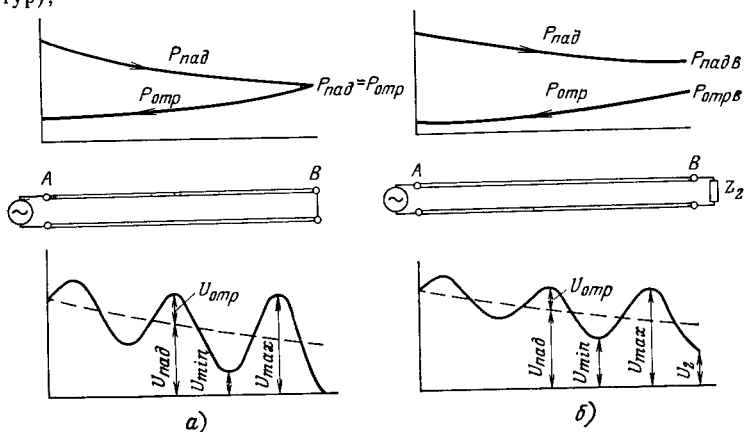 тур),
Pпад
Pотр
Pпад=Pотр
A
B
~
Uотр
Uпад
Umin
Umax
а)
Pпад
Pпад в
Pотр
Pотр в
A
B
~
Z2
Uотр
Uпад
Umin
Umax
U2
б)